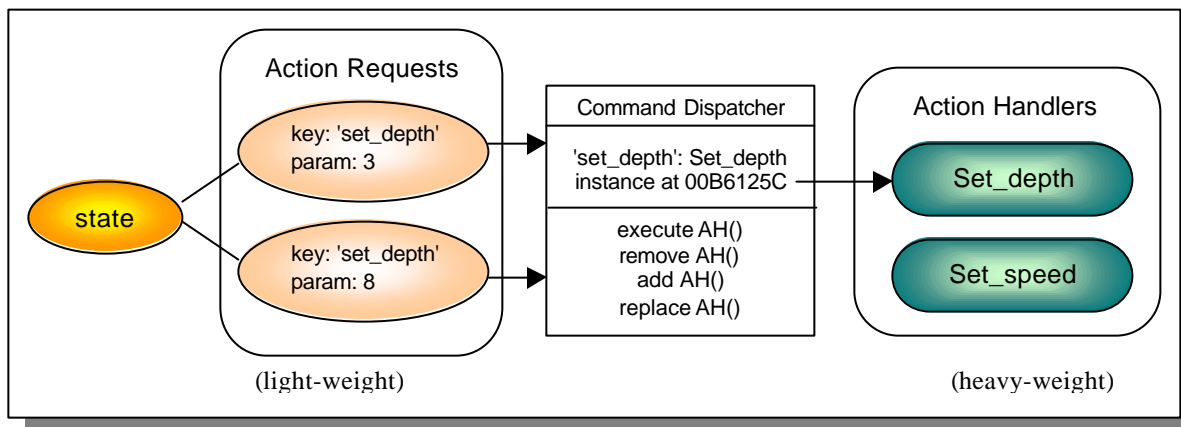 Action Requests
key: 'set_depth'
param: 3
state
key: 'set_depth'
param: 8
(light-weight)
Command Dispatcher
'set_depth': Set_depth
instance at 00B6125C
execute AH()
remove AH()
add AH()
replace AH()
Action Handlers
Set_depth
Set_speed
(heavy-weight)